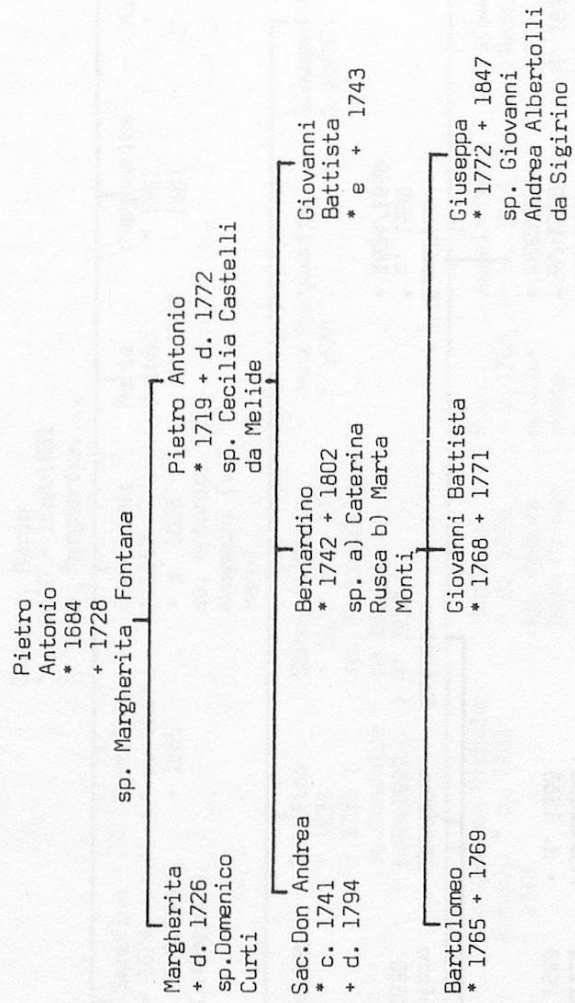 Pietro
Antonio
* 1684
+ 1728
sp. Margherita Fontana
Margherita
+ d. 1726
sp.Domenico
Curti
Pietro Antonio
* 1719 + d. 1772
sp. Cecilia Castelli
da Melide
Sac.Don Andrea
* c. 1741
+ d. 1794
Bernardino
* 1742 + 1802
sp. a) Caterina
Rusca b) Marta
Monti
Giovanni
Battista
* e + 1743
Bartolomeo
* 1765 + 1769
Giovanni Battista
* 1768 + 1771
Giuseppa
* 1772 + 1847
sp. Giovanni
Andrea Albertolli
da Sigirino